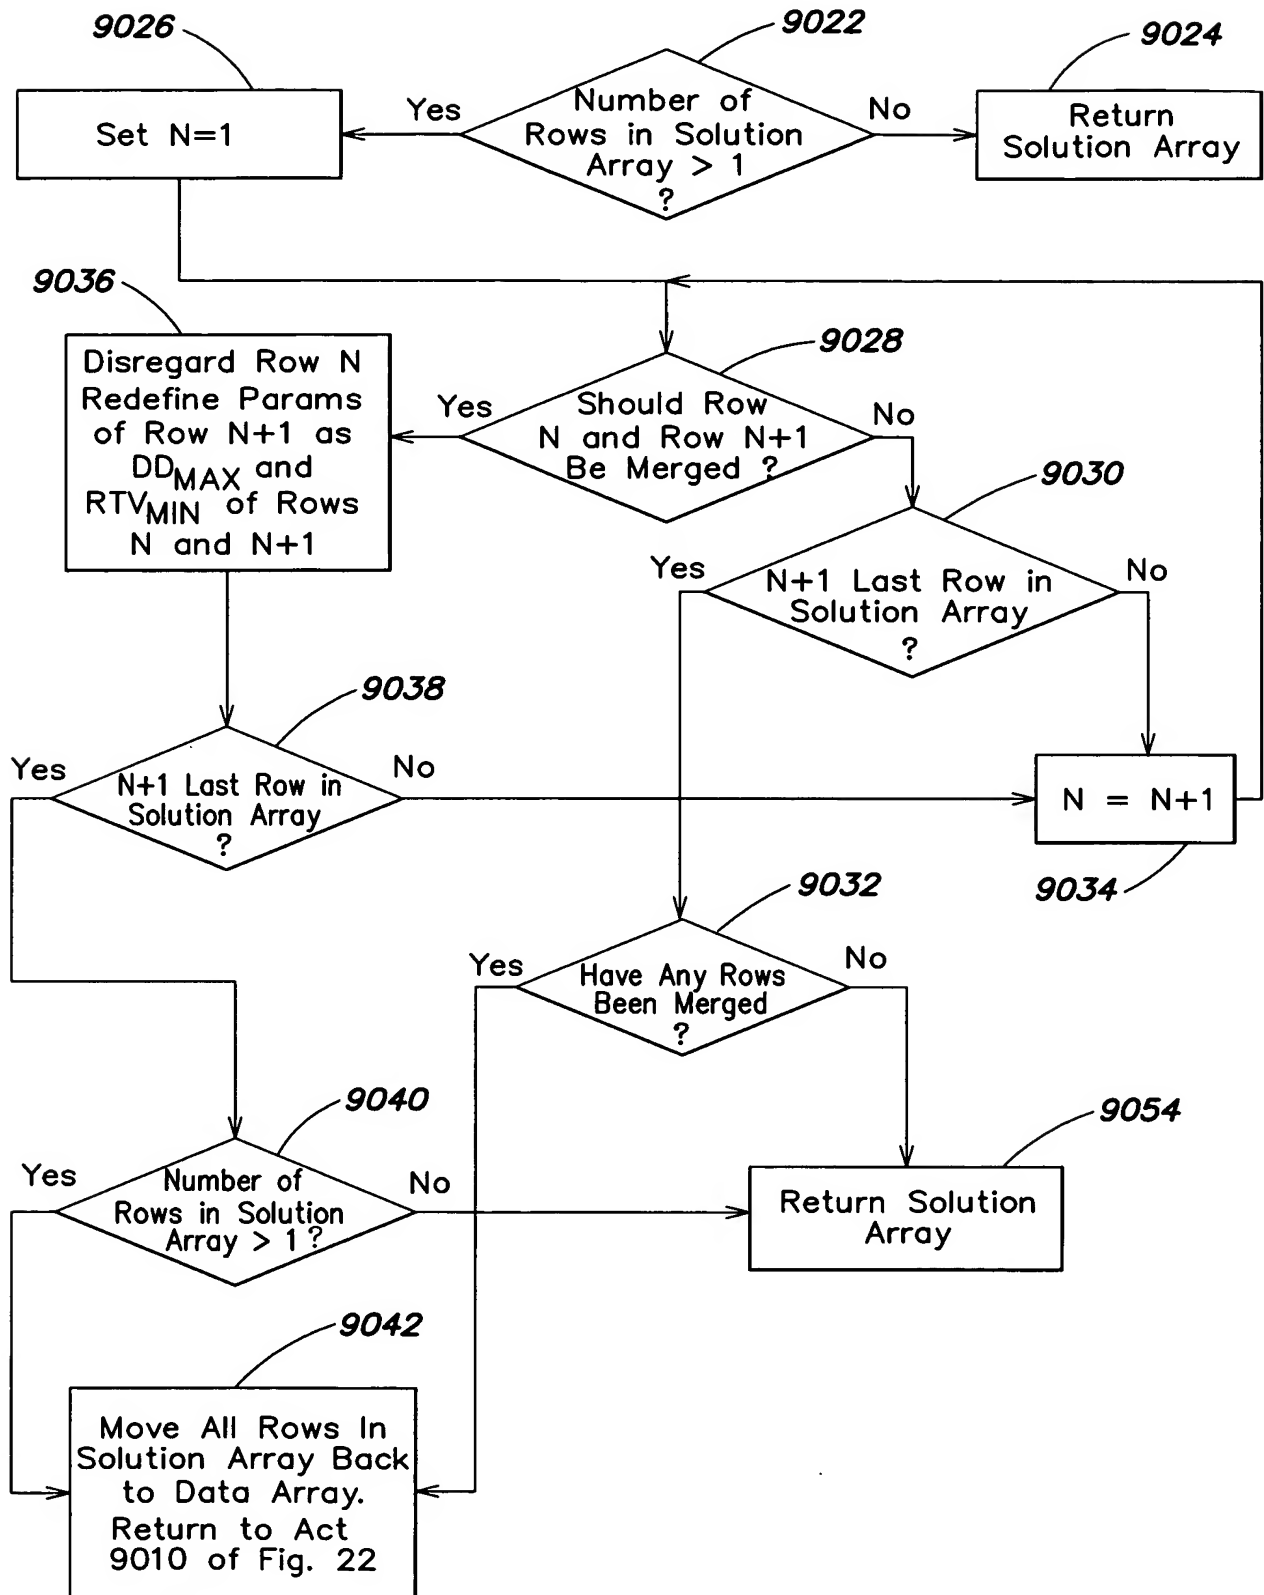 9026
9022
9024
Set N=1
Yes
Number of
Rows in Solution
Array > 1
?
No
Return
Solution Array
9036
Disregard Row N
Redefine Params
of Row N+1 as
DDMAX and
RTVMIN of Rows
N and N+1
9028
Yes
Should Row
N and Row N+1
Be Merged ?
No
9030
Yes
N+1 Last Row in
Solution Array
?
No
9038
Yes
N+1 Last Row in
Solution Array
?
No
N = N+1
9034
9032
Yes
Have Any Rows
Been Merged
?
No
9040
Yes
Number of
Rows in Solution
Array > 1 ?
No
9054
Return Solution
Array
9042
Move All Rows In
Solution Array Back
to Data Array.
Return to Act
9010 of Fig. 22